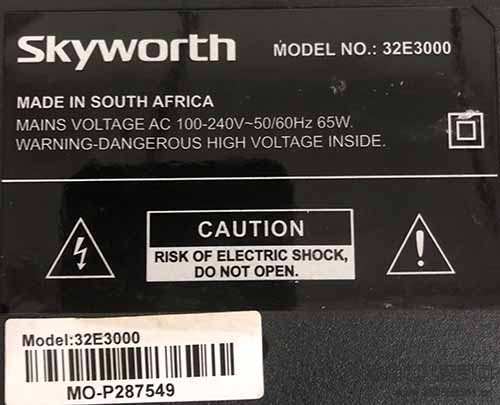 Skyworth MODEL NO.: 32E3000
MADE IN SOUTH AFRICA
MAINS VOLTAGE AC 100-240V~50/60Hz 65W.
WARNING-DANGEROUS HIGH VOLTAGE INSIDE.
CAUTION
RISK OF ELECTRIC SHOCK,
DO NOT OPEN.
Model:32E3000
MO-P287549